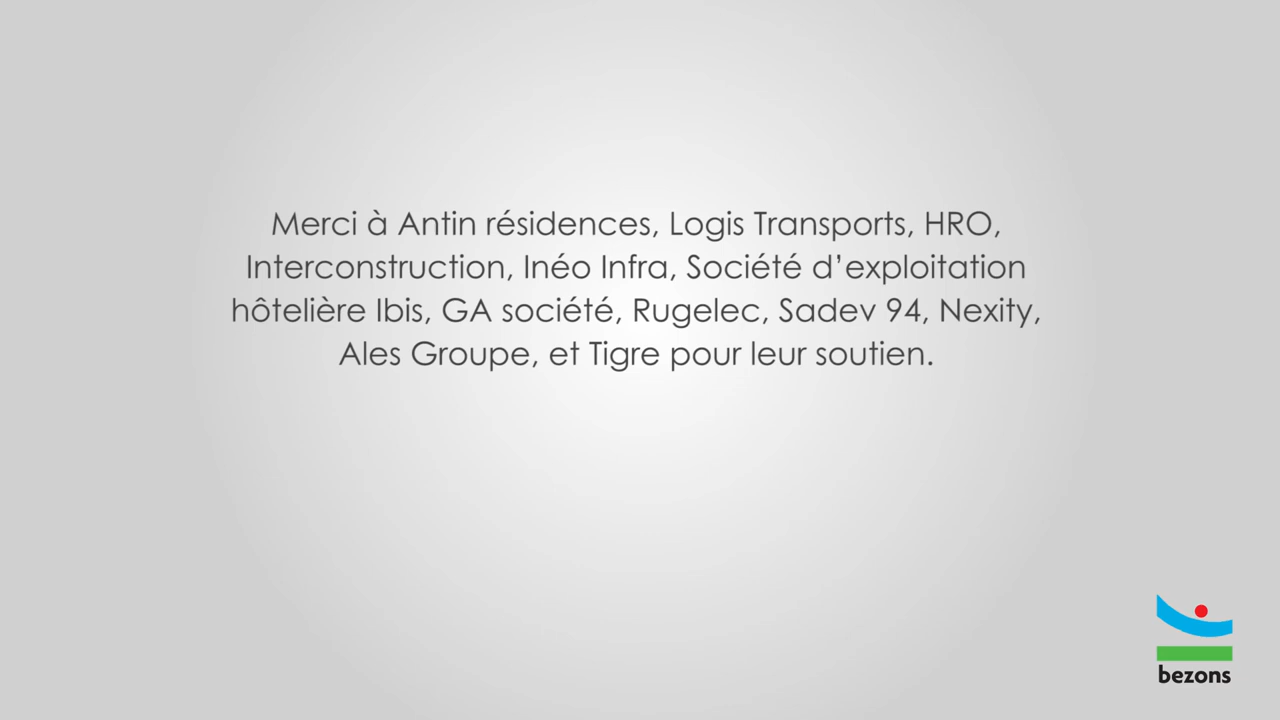 Merci à Antin résidences, Logis Transports, HRO,
Interconstruction, Inéo Infra, Société d’exploitation
hôtelière Ibis, GA société, Rugelec, Sadev 94, Nexity,
Ales Groupe, et Tigre pour leur soutien.
bezons